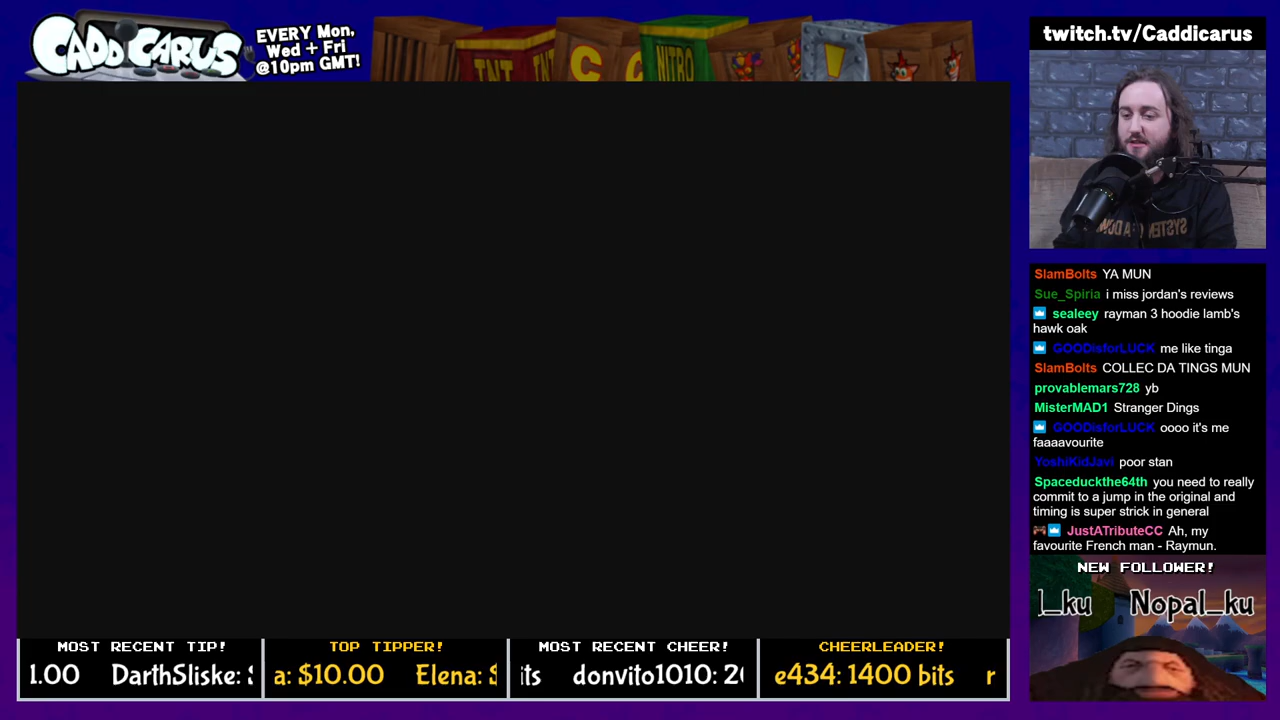 CADDICARUS
EVERY Mon,
Wed + Fri
@10pm GMT!
TNT
C
NITRO
!
twitch.tv/Caddicarus
SYSTEM OF A DOWN
SlamBolts YA MUN
Sue_Spiria i miss jordan's reviews
sealeey rayman 3 hoodie lamb's
hawk oak
GOODisforLUCK me like tinga
SlamBolts COLLEC DA TINGS MUN
provablemars728 yb
MisterMAD1 Stranger Dings
GOODisforLUCK oooo it's me
faaaavourite
YoshiKidJavi poor stan
Spaceduckthe64th you need to really
commit to a jump in the original and
timing is super strick in general
JustATributeCC Ah, my
favourite French man - Raymun.
NEW FOLLOWER!
l_ku Nopal_ku
MOST RECENT TIP!
1.00 DarthSliske: $
TOP TIPPER!
a: $10.00 Elena: $
MOST RECENT CHEER!
its donvito1010: 20
CHEERLEADER!
e434: 1400 bits r